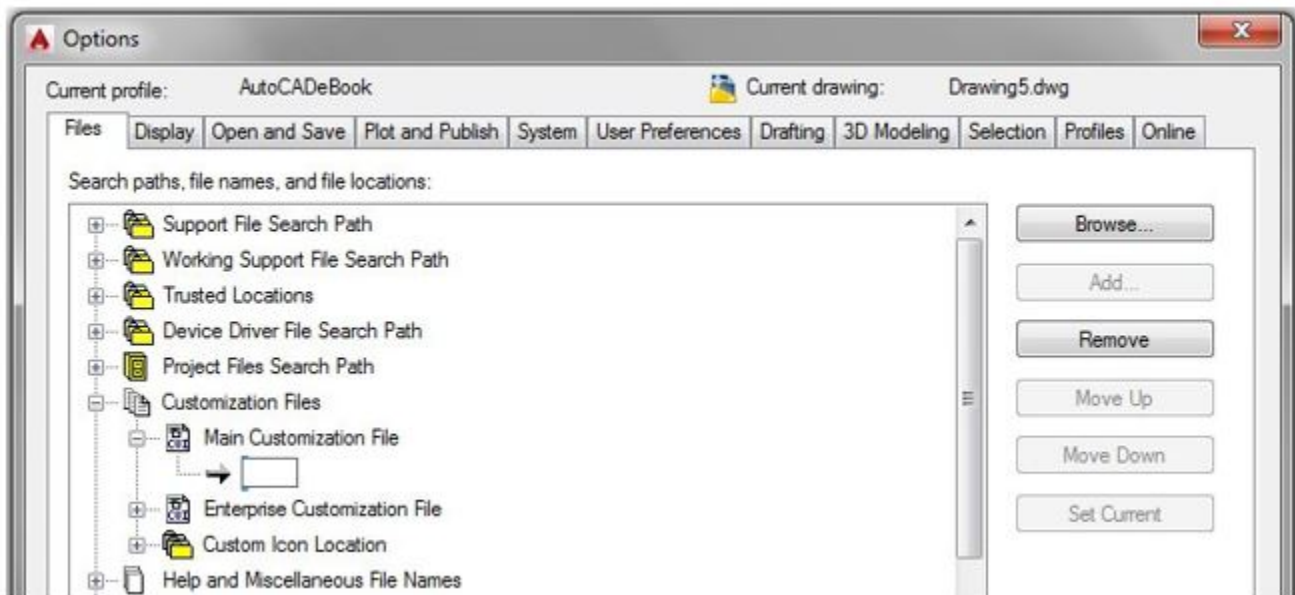 Options
Current profile: AutoCADeBook Current drawing: Drawing5.dwg
Files Display Open and Save Plot and Publish System User Preferences Drafting 3D Modeling Selection Profiles Online
Search paths, file names, and file locations:
Support File Search Path
Browse...
Working Support File Search Path
Add...
Trusted Locations
Device Driver File Search Path
Remove
Project Files Search Path
Customization Files
Move Up
Main Customization File
Move Down
Enterprise Customization File
Set Current
Custom Icon Location
Help and Miscellaneous File Names